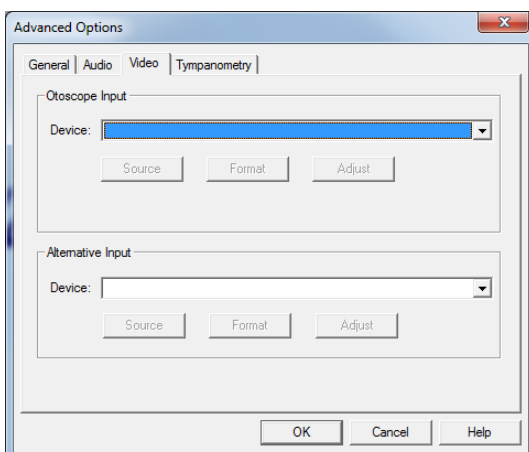 Advanced Options
General Audio Video Tympanometry
Otoscope Input
Device:
Source Format Adjust
Alternative Input
Device:
Source Format Adjust
OK Cancel Help